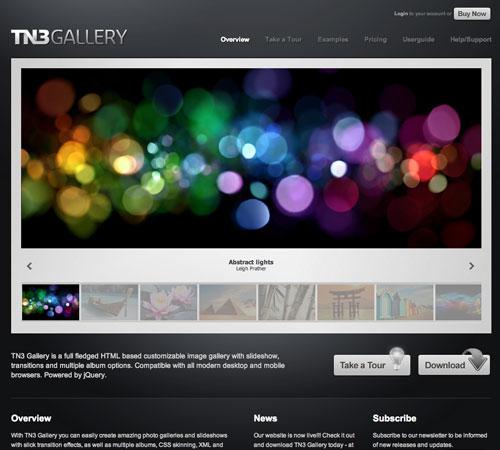 Login to your account or Buy Now
TN3 GALLERY
Overview Take a Tour Examples Pricing Userguide Help/Support
Abstract lights
Leigh Prather
TN3 Gallery is a full fledged HTML based customizable image gallery with slideshow,
transitions and multiple album options. Compatible with all modern desktop and mobile
browsers. Powered by jQuery.
Take a Tour
Download
Overview
With TN3 Gallery you can easily create amazing photo galleries and slideshows
with slick transition effects, as well as multiple albums, CSS skinning, XML and
News
Our website is now live!!! Check it out
and download TN3 Gallery today - at
Subscribe
Subscribe to our newsletter to be informed
of new releases and updates.